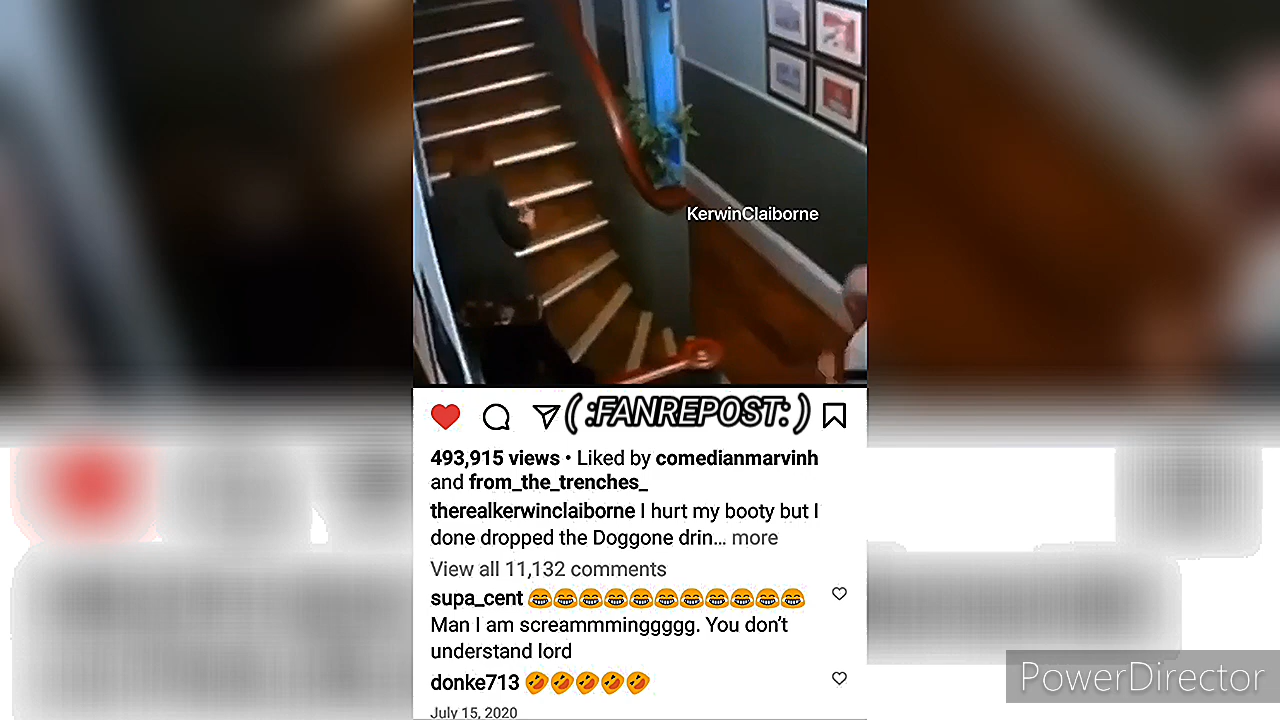 KerwinClaiborne
( :FANREPOST: )
493,915 views • Liked by comedianmarvinh
and from_the_trenches_
therealkerwinclaiborne I hurt my booty but I
done dropped the Doggone drin... more
View all 11,132 comments
supa_cent 😂😂😂😂😂😂😂😂😂😂😂
Man I am screammminggggg. You don't
understand lord
donke713 🤣🤣🤣🤣🤣
July 15, 2020
PowerDirector